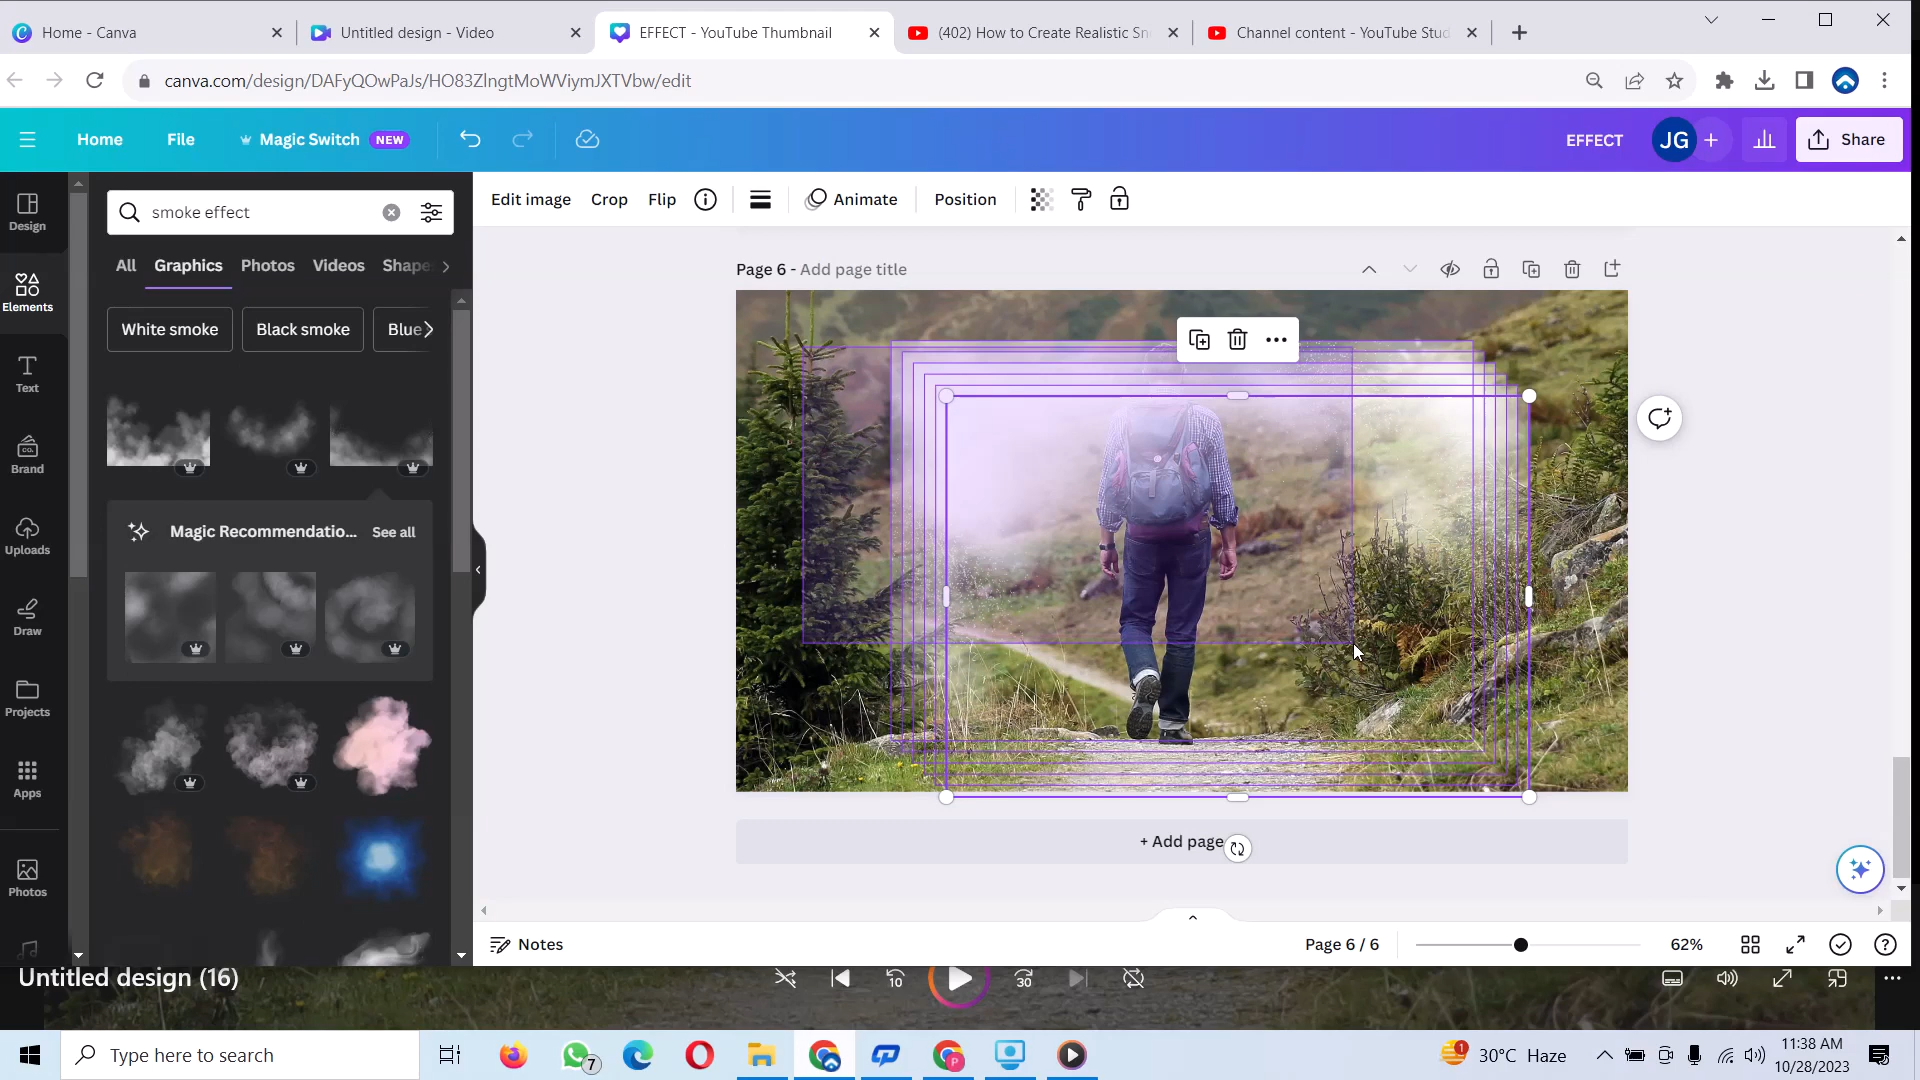 Home - Canva
Untitled design - Video
EFFECT - YouTube Thumbnail
(402) How to Create Realistic Sn
Channel content - YouTube Stud
canva.com/design/DAFyQOwPaJs/HO83ZlngtMoWViymJXTVbw/edit
Home
File
Magic Switch
NEW
EFFECT
JG
Share
Design
Elements
Text
Brand
Uploads
Draw
Projects
Apps
Photos
smoke effect
All
Graphics
Photos
Videos
Shape
White smoke
Black smoke
Blue
Magic Recommendatio...
See all
Edit image
Crop
Flip
Animate
Position
Page 6 - Add page title
+ Add page
Notes
Page 6 / 6
62%
Untitled design (16)
10
30
Type here to search
7
1
30°C Haze
11:38 AM
10/28/2023